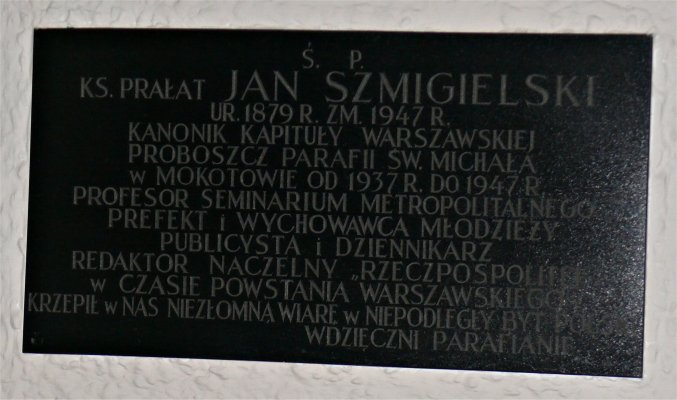 Ś. P.
KS. PRAŁAT JAN SZMIGIELSKI
UR. 1879 R. ZM. 1947 R.
KANONIK KAPITUŁY WARSZAWSKIEJ
PROBOSZCZ PARAFII ŚW. MICHAŁA
w MOKOTOWIE OD 1937 R. DO 1947 R.
PROFESOR SEMINARIUM METROPOLITALNEGO
PREFEKT i WYCHOWAWCA MŁODZIEŻY
PUBLICYSTA i DZIENNIKARZ
REDAKTOR NACZELNY „RZECZPOSPOLITEJ"
w CZASIE POWSTANIA WARSZAWSKIEGO
KRZEPIŁ w NAS NIEZŁOMNĄ WIARĘ w NIEPODLEGŁY BYT POLSKI
WDZIĘCZNI PARAFIANIE